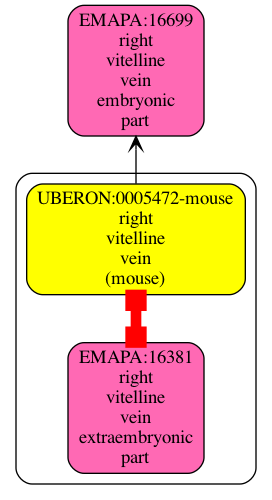 EMAPA:16699
right
vitelline
vein
embryonic
part
UBERON:0005472-mouse
right
vitelline
vein
(mouse)
EMAPA:16381
right
vitelline
vein
extraembryonic
part